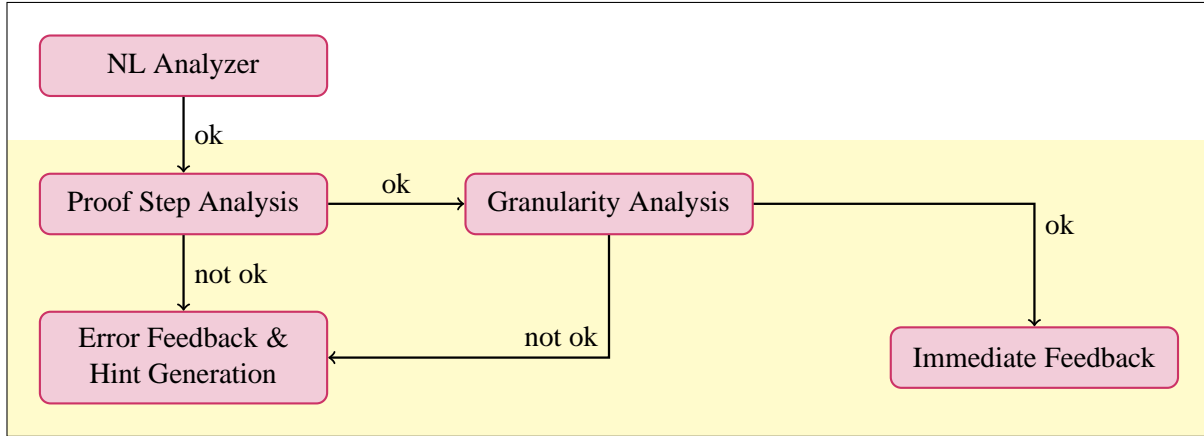 NL Analyzer
ok
Proof Step Analysis
ok
Granularity Analysis
ok
not ok
not ok
Error Feedback &
Hint Generation
Immediate Feedback